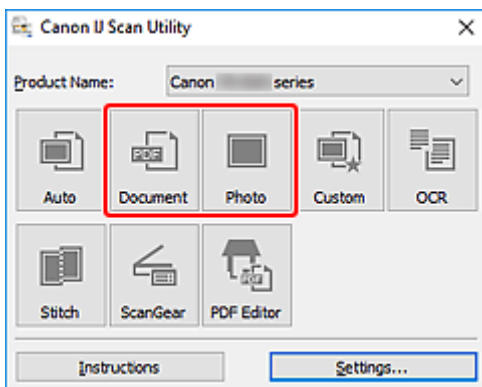 Canon IJ Scan Utility
Product Name: Canon series
Auto Document Photo Custom OCR
PDF
Stitch ScanGear PDF Editor
Instructions Settings...